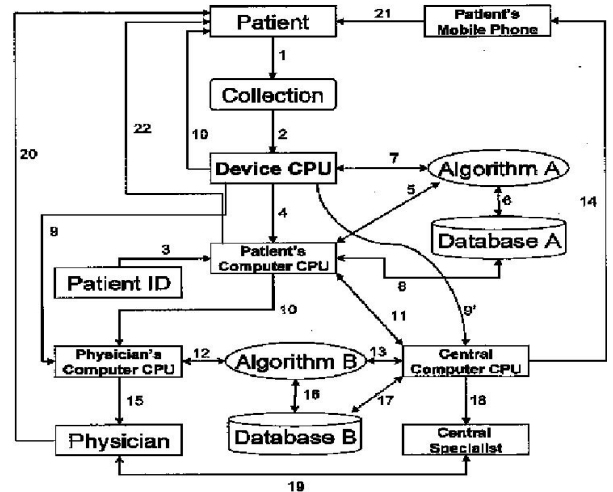 Patient
Patient's
Mobile Phone
21
1
Collection
20
22
10
2
Device CPU
7
Algorithm A
9
4
5
6
14
Database A
3
Patient's
Computer CPU
8
Patient ID
10
11
9'
Physician's
Computer CPU
12
Algorithm B
13
Central
Computer CPU
15
16
17
18
Database B
Physician
Central
Specialist
19